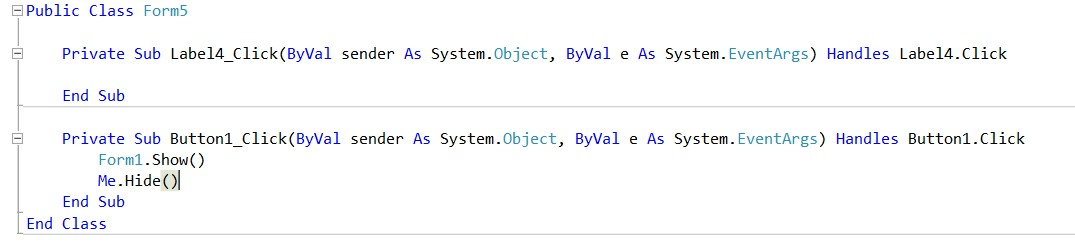 Public Class Form5
Private Sub Label4_Click(ByVal sender As System.Object, ByVal e As System.EventArgs) Handles Label4.Click
End Sub
Private Sub Button1_Click(ByVal sender As System.Object, ByVal e As System.EventArgs) Handles Button1.Click
Form1.Show()
Me.Hide()
End Sub
End Class